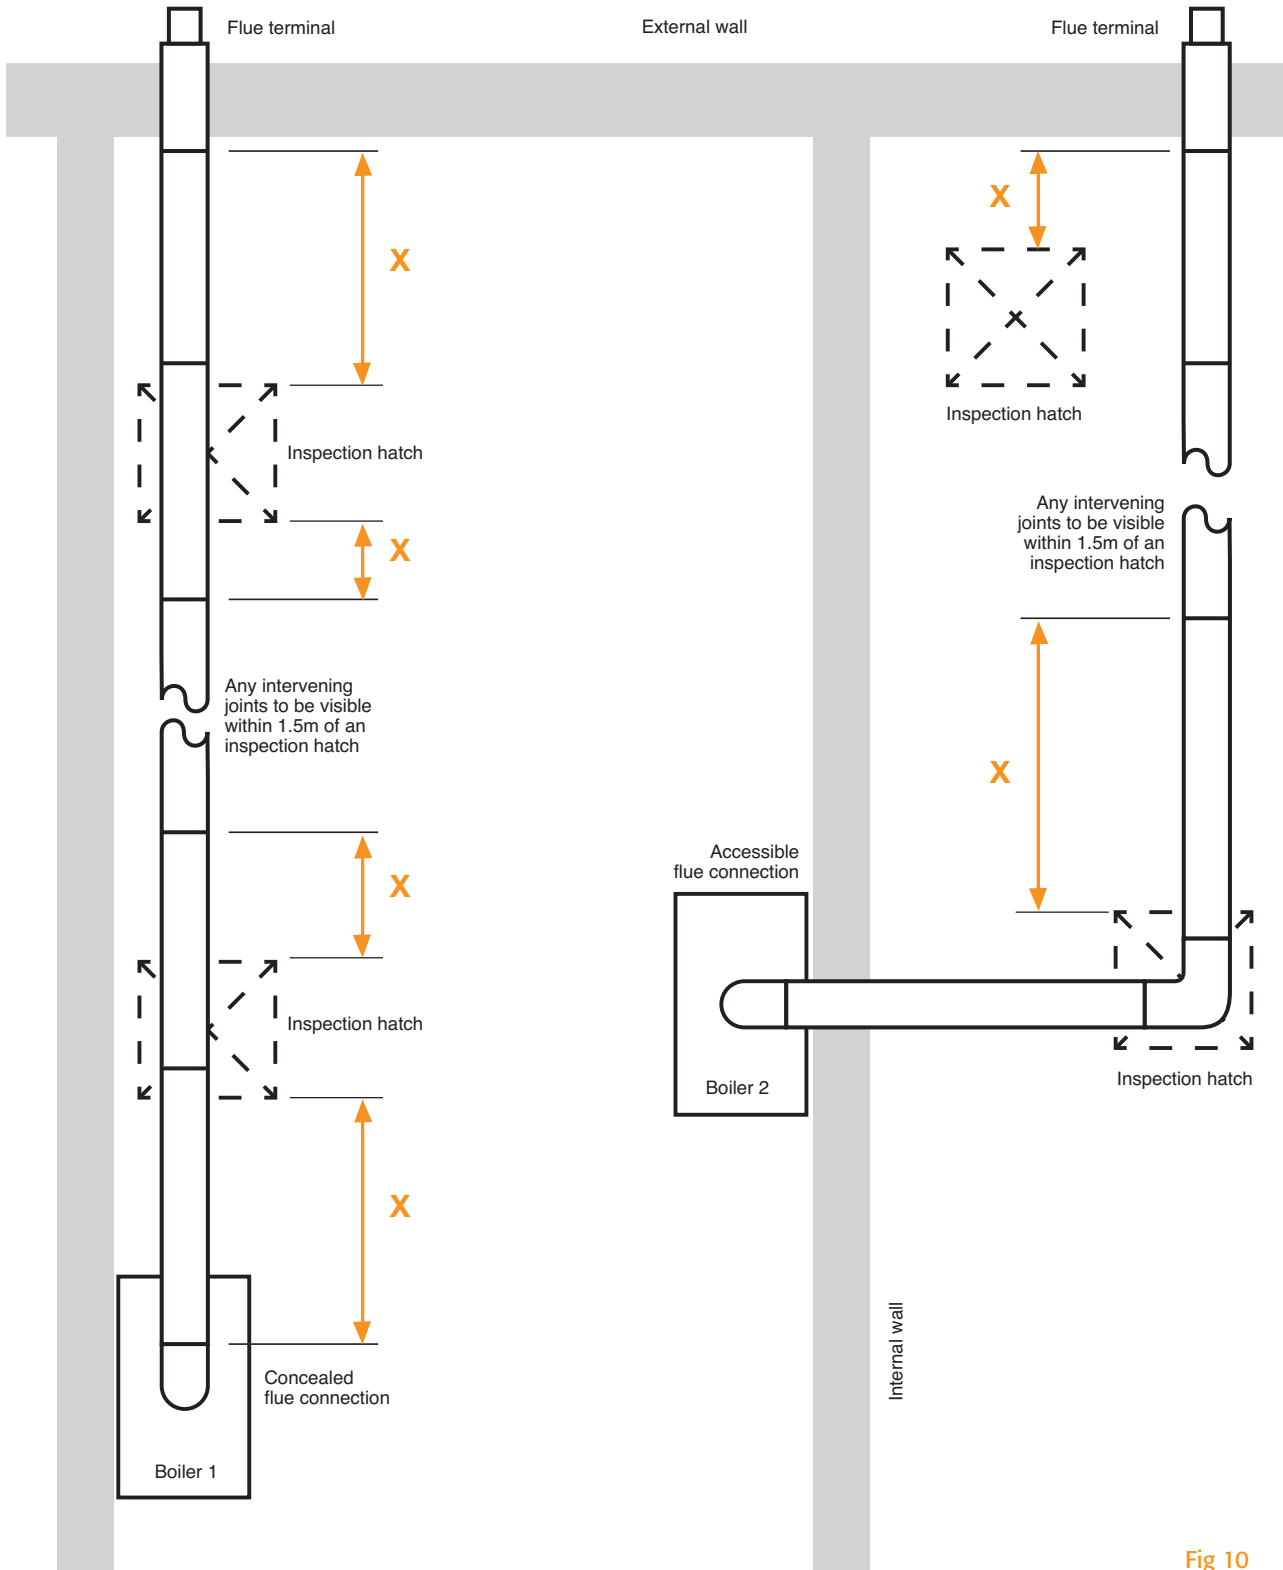 Flue terminal
External wall
Flue terminal
X
X
Inspection hatch
Inspection hatch
X
Any intervening
joints to be visible
within 1.5m of an
inspection hatch
Any intervening
joints to be visible
within 1.5m of an
inspection hatch
X
X
Accessible
flue connection
Inspection hatch
Boiler 2
Inspection hatch
X
Internal wall
Concealed
flue connection
Boiler 1
Fig 10